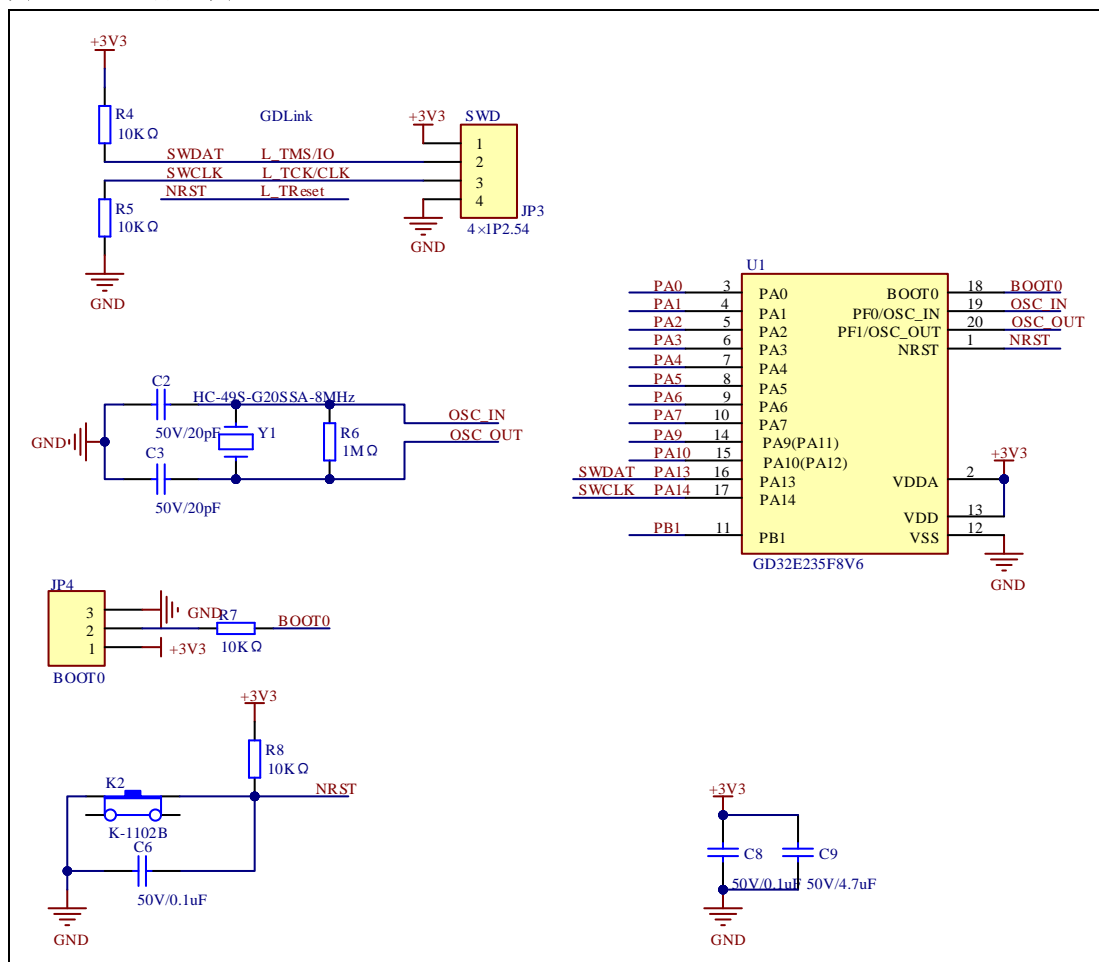 +3V3
R4
10KΩ
GDLink
+3V3
SWD
1
SWDAT L_TMS/IO
2
SWCLK L_TCK/CLK
3
NRST L_TReset
4
R5
10KΩ
JP3
4×1P2.54
GND
GND
U1
PA0 3 PA0 BOOT0 18 BOOT0
PA1 4 PA1 PF0/OSC_IN 19 OSC_IN
PA2 5 PA2 PF1/OSC_OUT 20 OSC_OUT
PA3 6 PA3 NRST 1 NRST
PA4 7 PA4
PA5 8 PA5
PA6 9 PA6
PA7 10 PA7
PA9 14 PA9(PA11)
PA10 15 PA10(PA12)
SWDAT PA13 16 PA13 VDDA 2 +3V3
SWCLK PA14 17 PA14
VDD 13
PB1 11 PB1 VSS 12
GND
GD32E235F8V6
C2
HC-49S-G20SSA-8MHz
OSC_IN
GND
50V/20pF
Y1
R6
1MΩ
OSC_OUT
C3
50V/20pF
JP4
3 GND
2 R7 BOOT0
10KΩ
1 +3V3
BOOT0
+3V3
R8
10KΩ
K2
NRST
K-1102B
C6
50V/0.1uF
GND
+3V3
C8 C9
50V/0.1uF 50V/4.7uF
GND